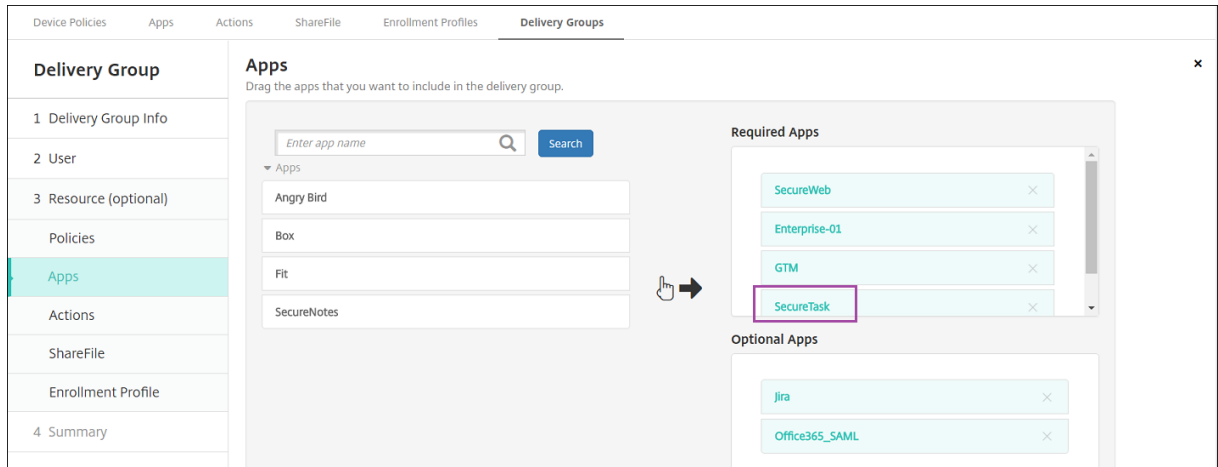 Device Policies Apps Actions ShareFile Enrollment Profiles Delivery Groups
Delivery Group
1 Delivery Group Info
2 User
3 Resource (optional)
Policies
Apps
Actions
ShareFile
Enrollment Profile
4 Summary
Apps
Drag the apps that you want to include in the delivery group.
Enter app name
Search
Apps
Angry Bird
Box
Fit
SecureNotes
Required Apps
SecureWeb
Enterprise-01
GTM
SecureTask
Optional Apps
Jira
Office365_SAML